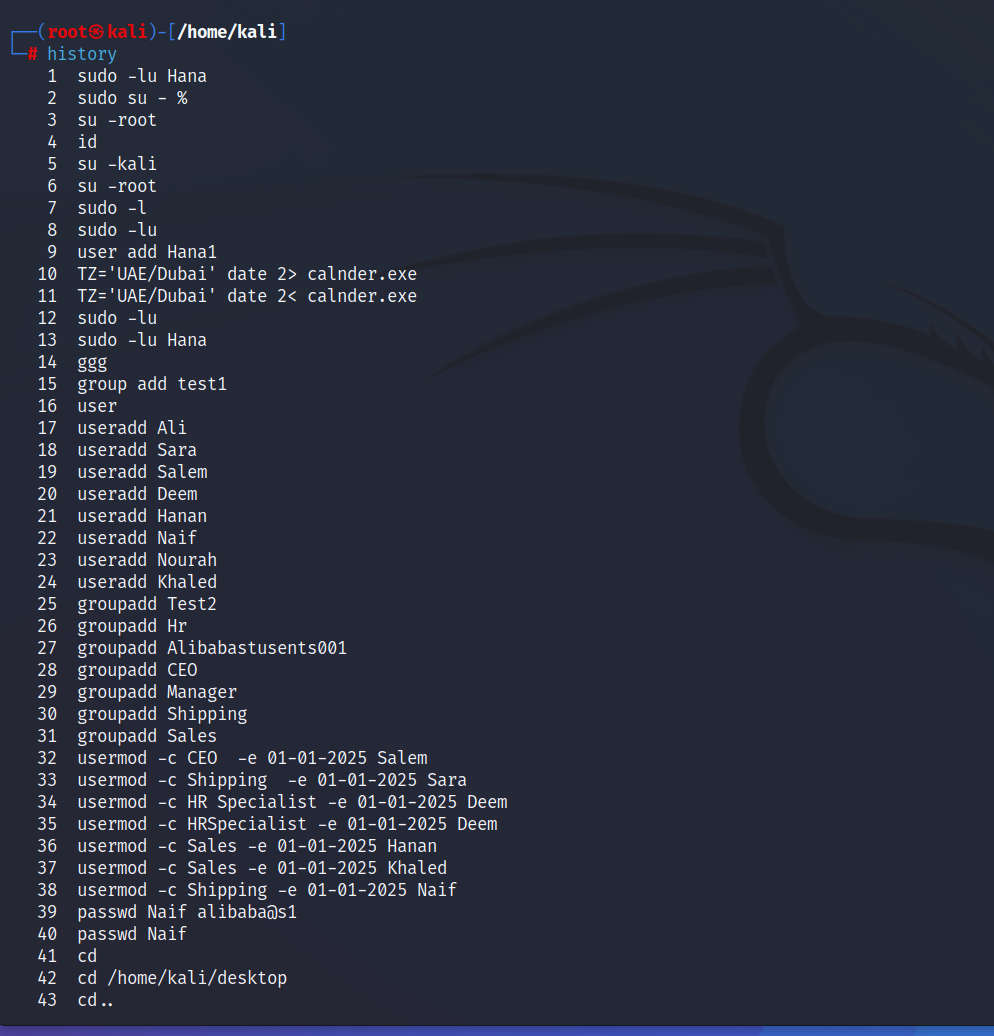 ┌──(root㉿kali)-[/home/kali]
└─# history
1 sudo -lu Hana
2 sudo su - %
3 su -root
4 id
5 su -kali
6 su -root
7 sudo -l
8 sudo -lu
9 user add Hana1
10 TZ='UAE/Dubai' date 2> calnder.exe
11 TZ='UAE/Dubai' date 2< calnder.exe
12 sudo -lu
13 sudo -lu Hana
14 ggg
15 group add test1
16 user
17 useradd Ali
18 useradd Sara
19 useradd Salem
20 useradd Deem
21 useradd Hanan
22 useradd Naif
23 useradd Nourah
24 useradd Khaled
25 groupadd Test2
26 groupadd Hr
27 groupadd Alibabastusents001
28 groupadd CEO
29 groupadd Manager
30 groupadd Shipping
31 groupadd Sales
32 usermod -c CEO  -e 01-01-2025 Salem
33 usermod -c Shipping  -e 01-01-2025 Sara
34 usermod -c HR Specialist -e 01-01-2025 Deem
35 usermod -c HRSpecialist -e 01-01-2025 Deem
36 usermod -c Sales -e 01-01-2025 Hanan
37 usermod -c Sales -e 01-01-2025 Khaled
38 usermod -c Shipping -e 01-01-2025 Naif
39 passwd Naif alibaba@s1
40 passwd Naif
41 cd
42 cd /home/kali/desktop
43 cd..